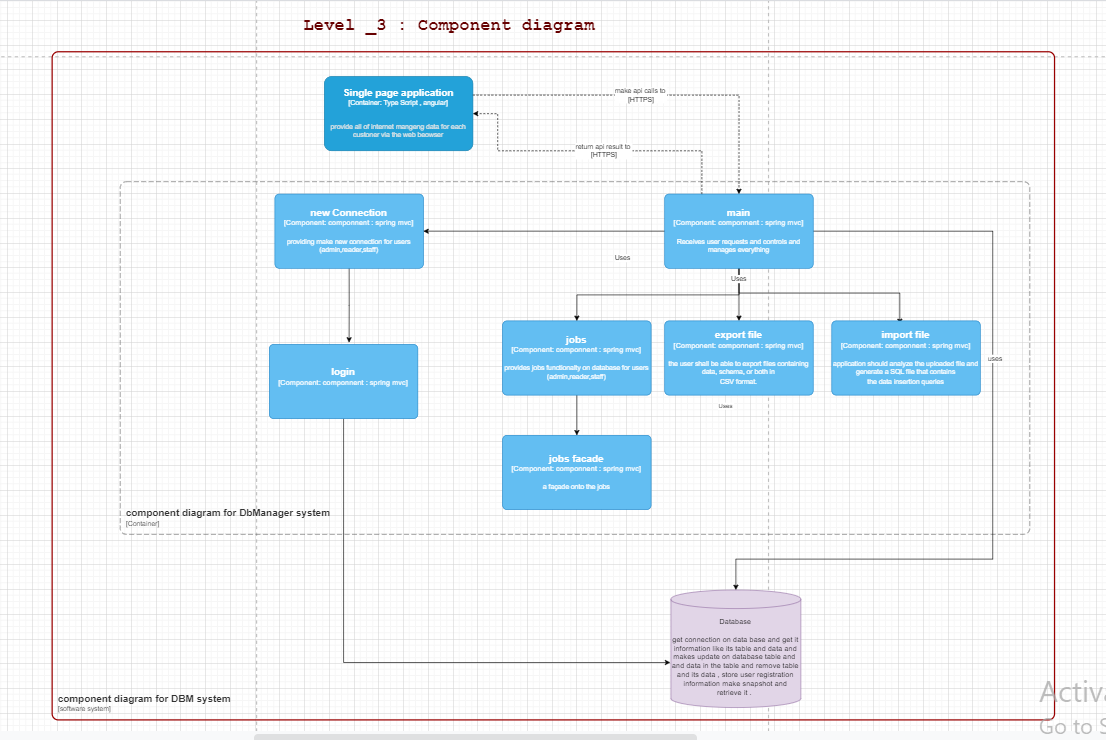 Level _3 : Component diagram
Single page application
[Container: Type Script , angular]
provide all of internet mangeng data for each
custoner via the web beowser
make api calls to
[HTTPS]
return api result to
[HTTPS]
new Connection
[Component: componnent : spring mvc]
providing make new connection for users
(admin,reader,staff)
main
[Component: componnent : spring mvc]
Receives user requests and controls and
manages everything
Uses
Uses
jobs
[Component: componnent : spring mvc]
provides jobs functionalty on database for users
(admin,reader,staff)
export file
[Component: componnent : spring mvc]
the user shall be able to export files containing
data, schema, or both in
CSV format.
import file
[Component: componnent : spring mvc]
application should analyze the uploaded file and
generate a SQL file that contains
the data insertion queries
uses
login
[Component: componnent : spring mvc]
Uses
jobs facade
[Component: componnent : spring mvc]
a façade onto the jobs
component diagram for DbManager system
[Container]
Database
get connection on data base and get it
information like its table and data and
makes update on database table and
and data in the table and remove table
and its data , store user registration
information make snapshot and
retrieve it .
component diagram for DBM system
[software system]
Activa
Go to S